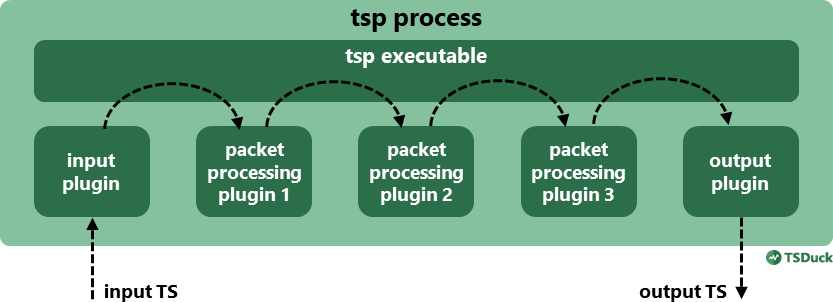 tsp process
tsp executable
input
plugin
packet
processing
plugin 1
packet
processing
plugin 2
packet
processing
plugin 3
output
plugin
TSDuck
input TS
output TS